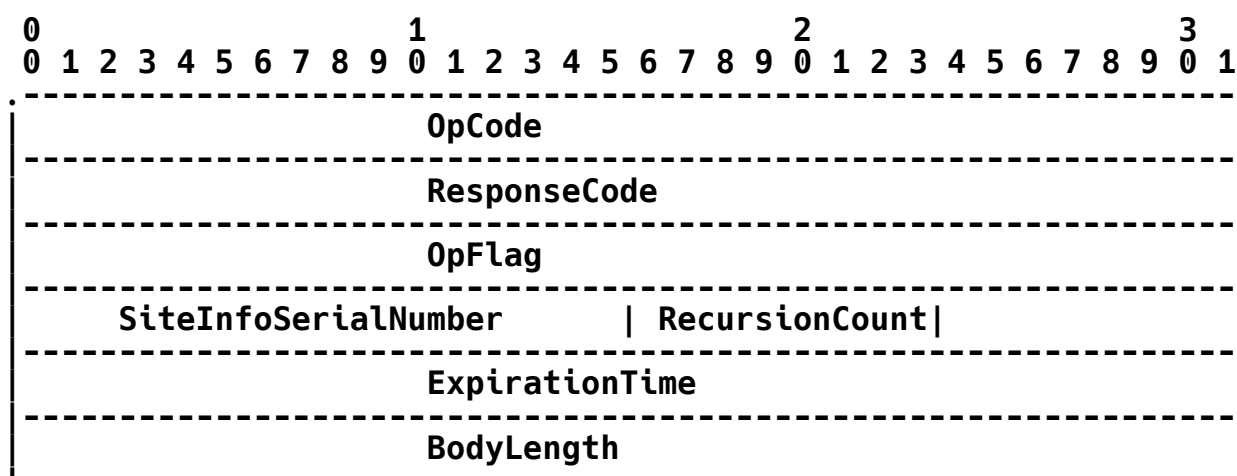 0                   1                   2                   3
0 1 2 3 4 5 6 7 8 9 0 1 2 3 4 5 6 7 8 9 0 1 2 3 4 5 6 7 8 9 0 1
.---------------------------------------------------------------
|                     OpCode
|---------------------------------------------------------------
|                     ResponseCode
|---------------------------------------------------------------
|                     OpFlag
|---------------------------------------------------------------
|     SiteInfoSerialNumber      | RecursionCount|
|---------------------------------------------------------------
|                     ExpirationTime
|---------------------------------------------------------------
|                     BodyLength